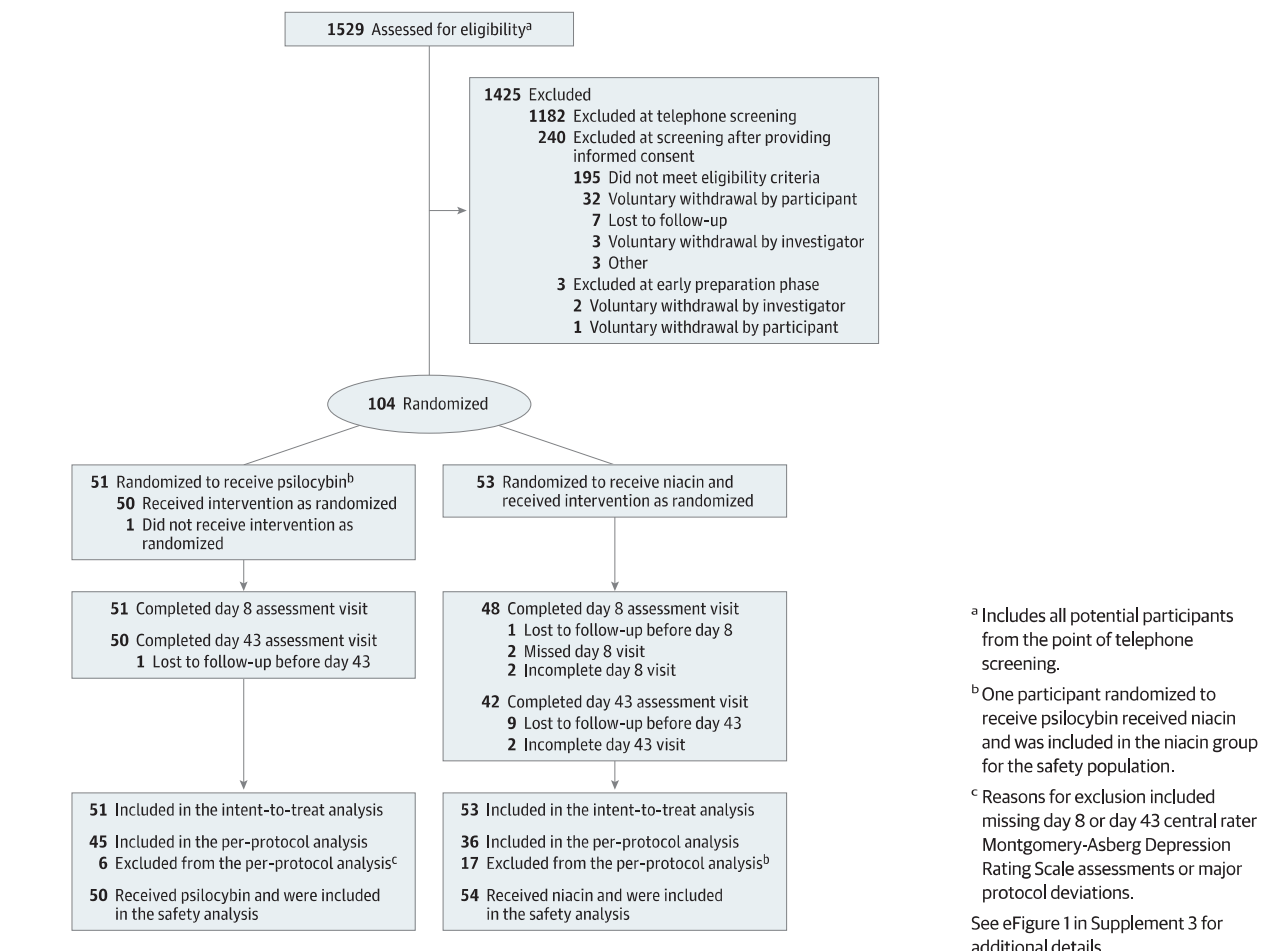 1529 Assessed for eligibilitya
1425 Excluded
1182 Excluded at telephone screening
240 Excluded at screening after providing
informed consent
195 Did not meet eligibility criteria
32 Voluntary withdrawal by participant
7 Lost to follow-up
3 Voluntary withdrawal by investigator
3 Other
3 Excluded at early preparation phase
2 Voluntary withdrawal by investigator
1 Voluntary withdrawal by participant
104 Randomized
51 Randomized to receive psilocybinb
50 Received intervention as randomized
1 Did not receive intervention as
randomized
53 Randomized to receive niacin and
received intervention as randomized
51 Completed day 8 assessment visit
50 Completed day 43 assessment visit
1 Lost to follow-up before day 43
48 Completed day 8 assessment visit
1 Lost to follow-up before day 8
2 Missed day 8 visit
2 Incomplete day 8 visit
42 Completed day 43 assessment visit
9 Lost to follow-up before day 43
2 Incomplete day 43 visit
51 Included in the intent-to-treat analysis
45 Included in the per-protocol analysis
6 Excluded from the per-protocol analysisc
50 Received psilocybin and were included
in the safety analysis
53 Included in the intent-to-treat analysis
36 Included in the per-protocol analysis
17 Excluded from the per-protocol analysisb
54 Received niacin and were included
in the safety analysis
a Includes all potential participants
from the point of telephone
screening.
b One participant randomized to
receive psilocybin received niacin
and was included in the niacin group
for the safety population.
c Reasons for exclusion included
missing day 8 or day 43 central rater
Montgomery-Asberg Depression
Rating Scale assessments or major
protocol deviations.
See eFigure 1 in Supplement 3 for
additional details